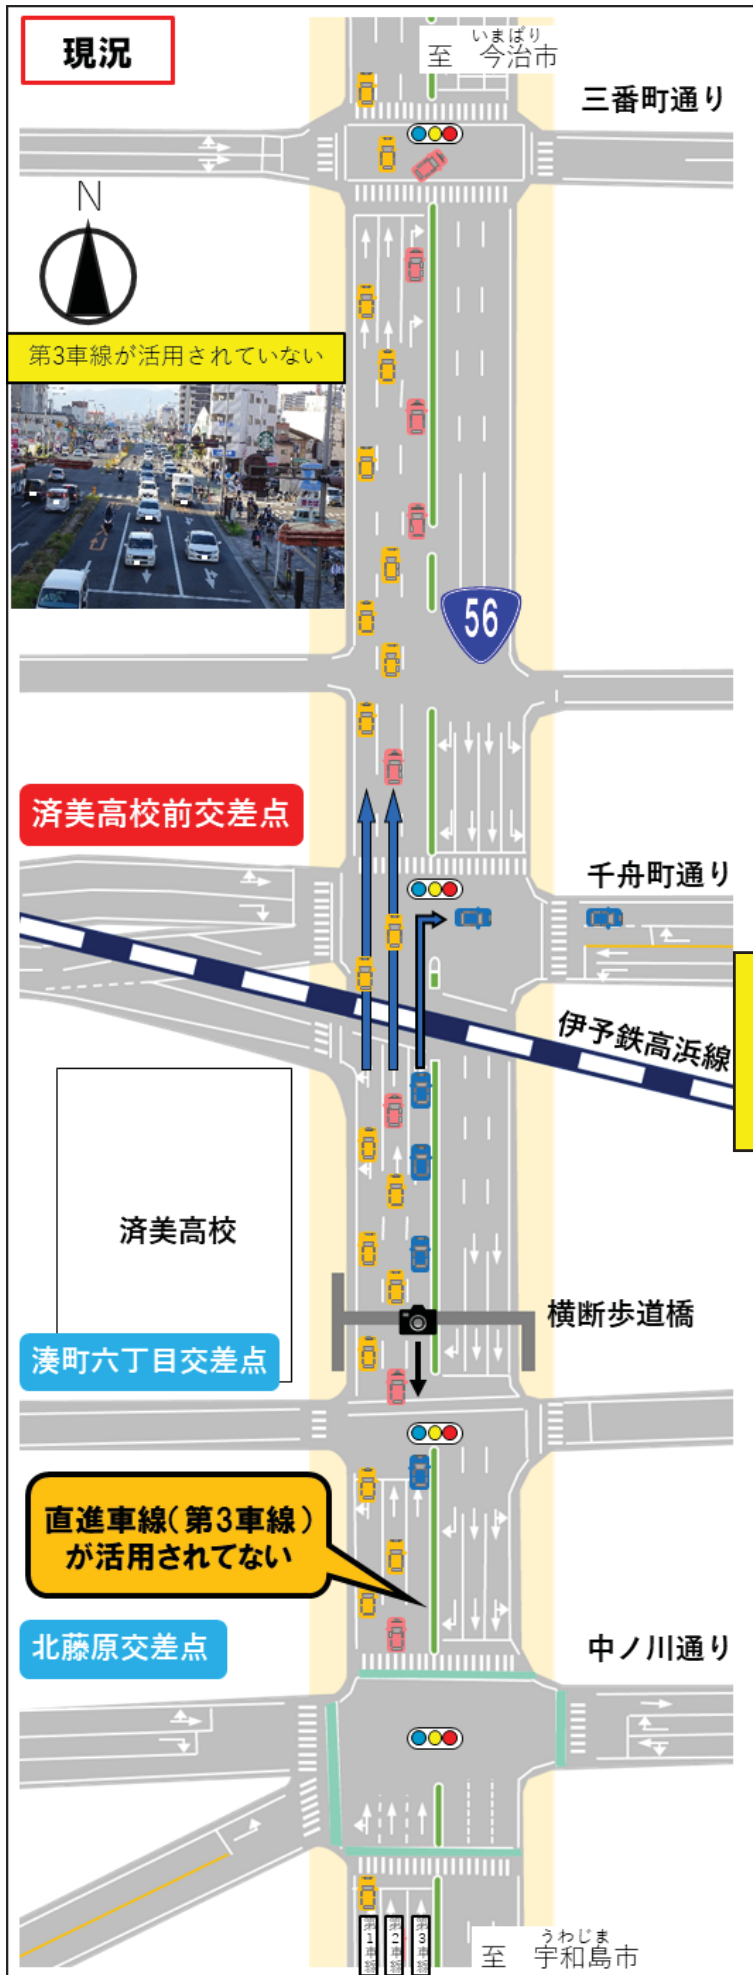 現況
いまばり
至 今治市
三番町通り
N
第3車線が活用されていない
56
済美高校前交差点
千舟町通り
伊予鉄高浜線
済美高校
横断歩道橋
湊町六丁目交差点
直進車線(第3車線)
が活用されてない
北藤原交差点
中ノ川通り
第1車線
第2車線
第3車線
うわじま
至 宇和島市